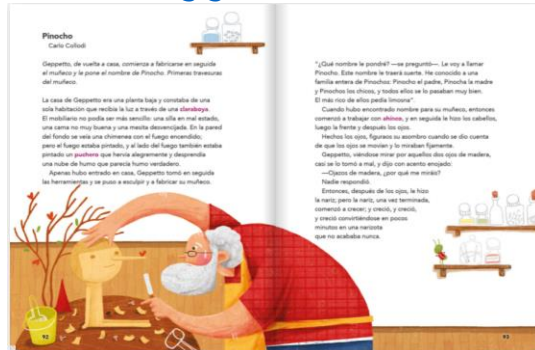 Pinocho
Carlo Collodi
Geppetto, de vuelta a casa, comienza a fabricarse en seguida
el muñeco y le pone el nombre de Pinocho. Primeras travesuras
del muñeco.
La casa de Geppetto era una planta baja y constaba de una
sola habitación que recibía la luz a través de una claraboya.
El mobiliario no podía ser más sencillo: una silla en mal estado,
una cama no muy buena y una mesita desvencijada. En la pared
del fondo se veía una chimenea con el fuego encendido;
pero el fuego estaba pintado, y al lado del fuego también estaba
pintado un puchero que hervía alegremente y desprendía
una nube de humo que parecía humo verdadero.
Apenas hubo entrado en casa, Geppetto tomó en seguida
las herramientas y se puso a esculpir y a fabricar su muñeco.
92
"¿Qué nombre le pondré? —se preguntó—. Le voy a llamar
Pinocho. Este nombre le traerá suerte. He conocido a una
familia entera de Pinochos: Pinocho el padre, Pinocha la madre
y Pinochos los chicos, y todos ellos se lo pasaban muy bien.
El más rico de ellos pedía limosna".
Cuando hubo encontrado nombre para su muñeco, entonces
comenzó a trabajar con ahínco, y en seguida le hizo los cabellos,
luego la frente y después los ojos.
Hechos los ojos, figuraos su asombro cuando se dio cuenta
de que los ojos se movían y lo miraban fijamente.
Geppetto, viéndose mirar por aquellos dos ojos de madera,
casi se lo tomó a mal, y dijo con acento enojado:
—Ojazos de madera, ¿por qué me miráis?
Nadie respondió.
Entonces, después de los ojos, le hizo
la nariz; pero la nariz, una vez terminada,
comenzó a crecer; y creció, y creció,
y creció convirtiéndose en pocos
minutos en una narizota
que no acababa nunca.
93